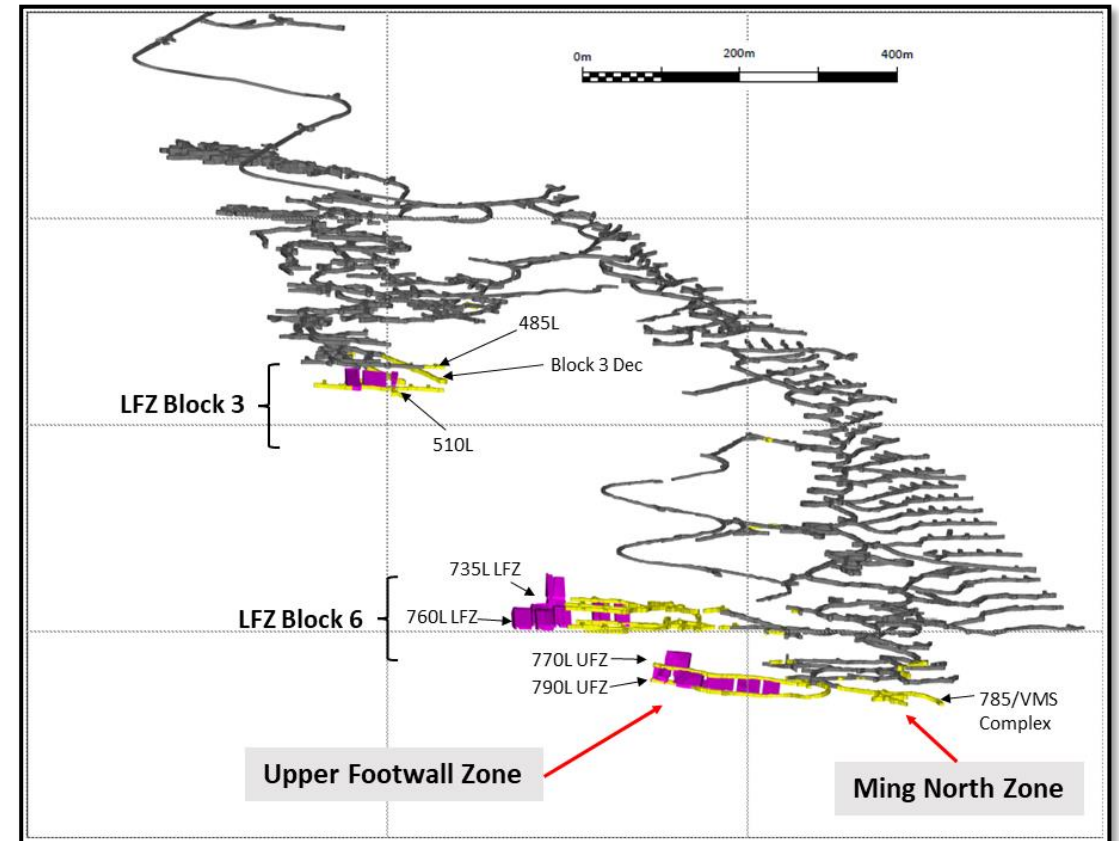 0m 200m 400m
485L
Block 3 Dec
LFZ Block 3
510L
735L LFZ
LFZ Block 6
760L LFZ
770L UFZ
790L UFZ
785/VMS
Complex
Upper Footwall Zone
Ming North Zone